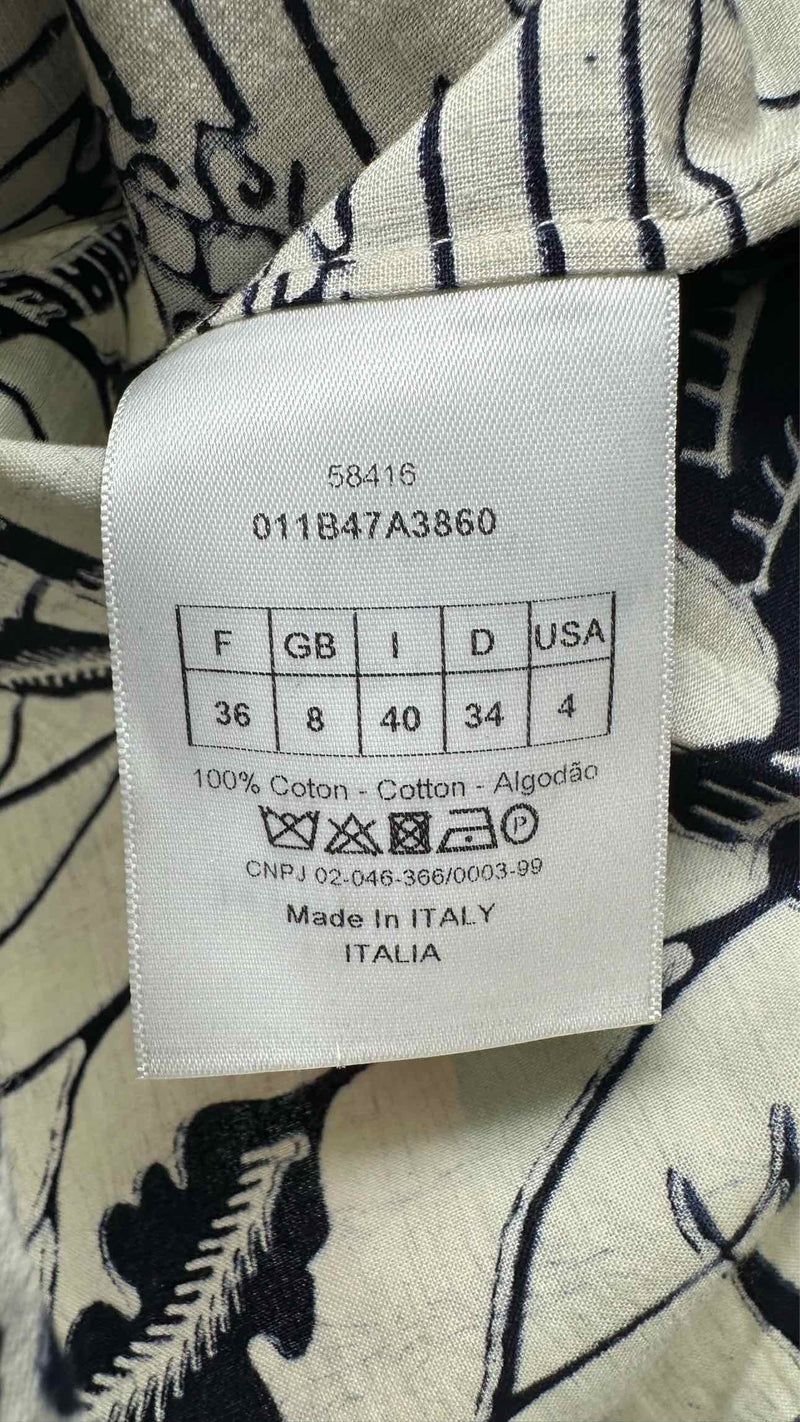 58416
011B47A3860
F GB I D USA
36 8 40 34 4
100% Coton - Cotton - Algodão
P
CNPJ 02-046-366/0003-99
Made In ITALY
ITALIA